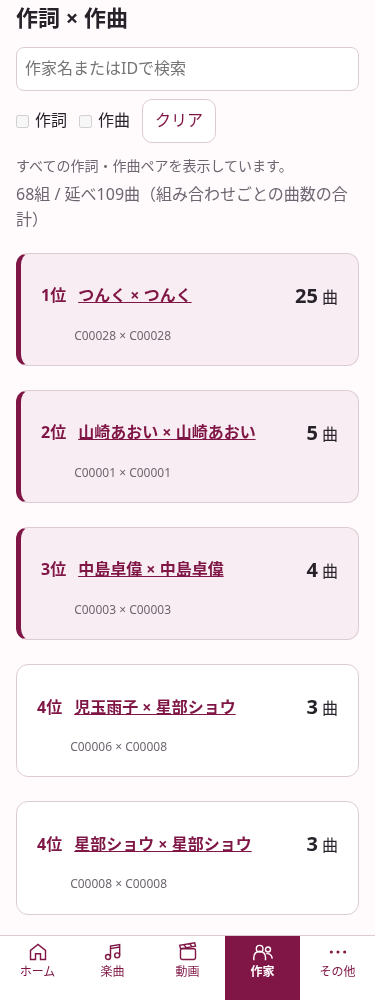 作詞 × 作曲
作家名またはIDで検索
作詞 作曲 クリア
すべての作詞・作曲ペアを表示しています。
68組 / 延べ109曲（組み合わせごとの曲数の合
計）
1位 つんく × つんく 25 曲
C00028 × C00028
2位 山崎あおい × 山崎あおい 5 曲
C00001 × C00001
3位 中島卓偉 × 中島卓偉 4 曲
C00003 × C00003
4位 児玉雨子 × 星部ショウ 3 曲
C00006 × C00008
4位 星部ショウ × 星部ショウ 3 曲
C00008 × C00008
ホーム 楽曲 動画 作家 その他